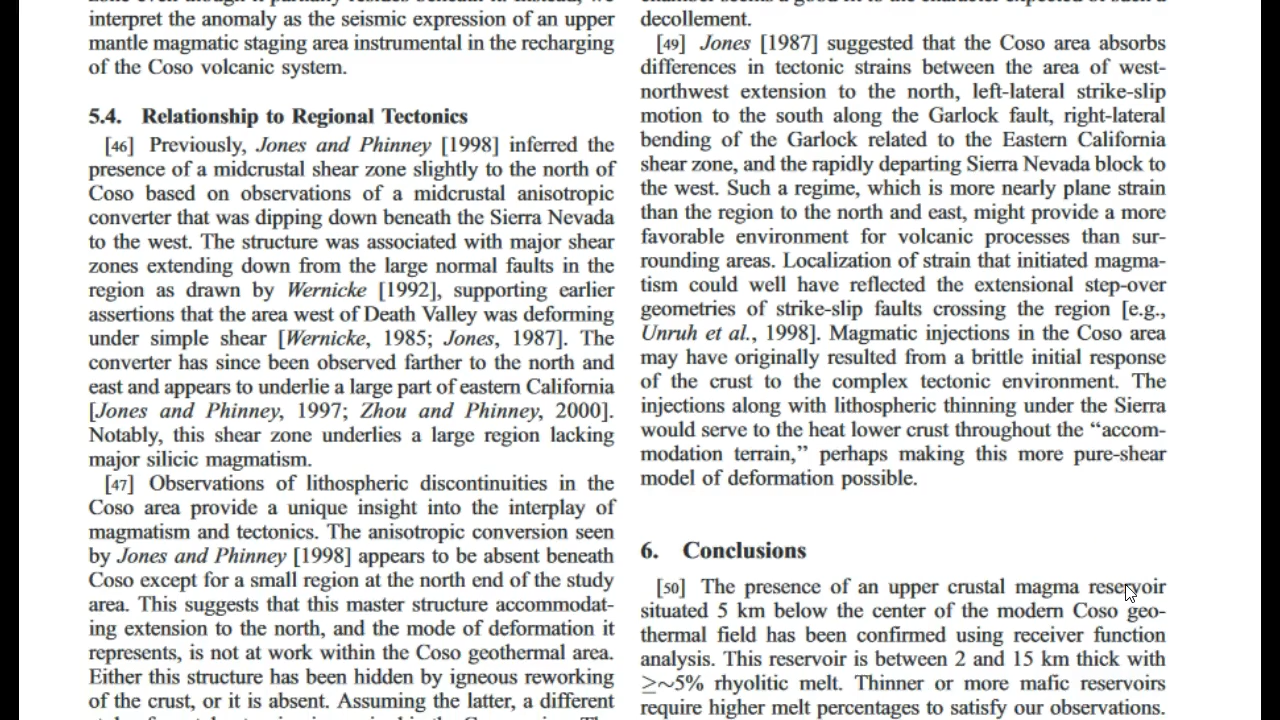 interpret the anomaly as the seismic expression of an upper
mantle magmatic staging area instrumental in the recharging
of the Coso volcanic system.
5.4. Relationship to Regional Tectonics
[46] Previously, Jones and Phinney [1998] inferred the
presence of a midcrustal shear zone slightly to the north of
Coso based on observations of a midcrustal anisotropic
converter that was dipping down beneath the Sierra Nevada
to the west. The structure was associated with major shear
zones extending down from the large normal faults in the
region as drawn by Wernicke [1992], supporting earlier
assertions that the area west of Death Valley was deforming
under simple shear [Wernicke, 1985; Jones, 1987]. The
converter has since been observed farther to the north and
east and appears to underlie a large part of eastern California
[Jones and Phinney, 1997; Zhou and Phinney, 2000].
Notably, this shear zone underlies a large region lacking
major silicic magmatism.
[47] Observations of lithospheric discontinuities in the
Coso area provide a unique insight into the interplay of
magmatism and tectonics. The anisotropic conversion seen
by Jones and Phinney [1998] appears to be absent beneath
Coso except for a small region at the north end of the study
area. This suggests that this master structure accommodat-
ing extension to the north, and the mode of deformation it
represents, is not at work within the Coso geothermal area.
Either this structure has been hidden by igneous reworking
of the crust, or it is absent. Assuming the latter, a different
decollement.
[49] Jones [1987] suggested that the Coso area absorbs
differences in tectonic strains between the area of west-
northwest extension to the north, left-lateral strike-slip
motion to the south along the Garlock fault, right-lateral
bending of the Garlock related to the Eastern California
shear zone, and the rapidly departing Sierra Nevada block to
the west. Such a regime, which is more nearly plane strain
than the region to the north and east, might provide a more
favorable environment for volcanic processes than sur-
rounding areas. Localization of strain that initiated magma-
tism could well have reflected the extensional step-over
geometries of strike-slip faults crossing the region [e.g.,
Unruh et al., 1998]. Magmatic injections in the Coso area
may have originally resulted from a brittle initial response
of the crust to the complex tectonic environment. The
injections along with lithospheric thinning under the Sierra
would serve to the heat lower crust throughout the “accom-
modation terrain,” perhaps making this more pure-shear
model of deformation possible.
6. Conclusions
[50] The presence of an upper crustal magma reservoir
situated 5 km below the center of the modern Coso geo-
thermal field has been confirmed using receiver function
analysis. This reservoir is between 2 and 15 km thick with
≥~5% rhyolitic melt. Thinner or more mafic reservoirs
require higher melt percentages to satisfy our observations.